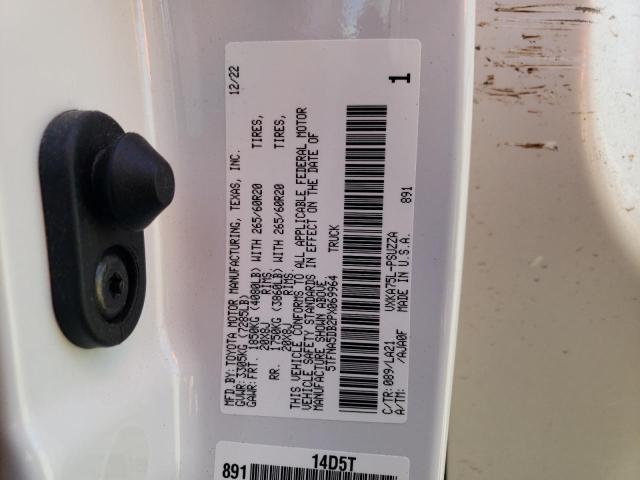 MFD.BY:TOYOTA MOTOR MANUFACTURING, TEXAS, INC. 12/22
GVWR:3305KG (7285LB)
GAWR:FRT. 1850KG (4080LB) WITH 265/60R20 TIRES,
20X8J RIMS.
RR. 1750KG (3860LB) WITH 265/60R20 TIRES,
20X8J RIMS.
THIS VEHICLE CONFORMS TO ALL APPLICABLE FEDERAL MOTOR
VEHICLE SAFETY STANDARDS IN EFFECT ON THE DATE OF
MANUFACTURE SHOWN ABOVE.
5TFNA5DB2PX069964 TRUCK
1
C/TR:089/LA21 VXKA75L-PSUZZA 891
A/TM: /AJA0F MADE IN U.S.A.
891 14D5T